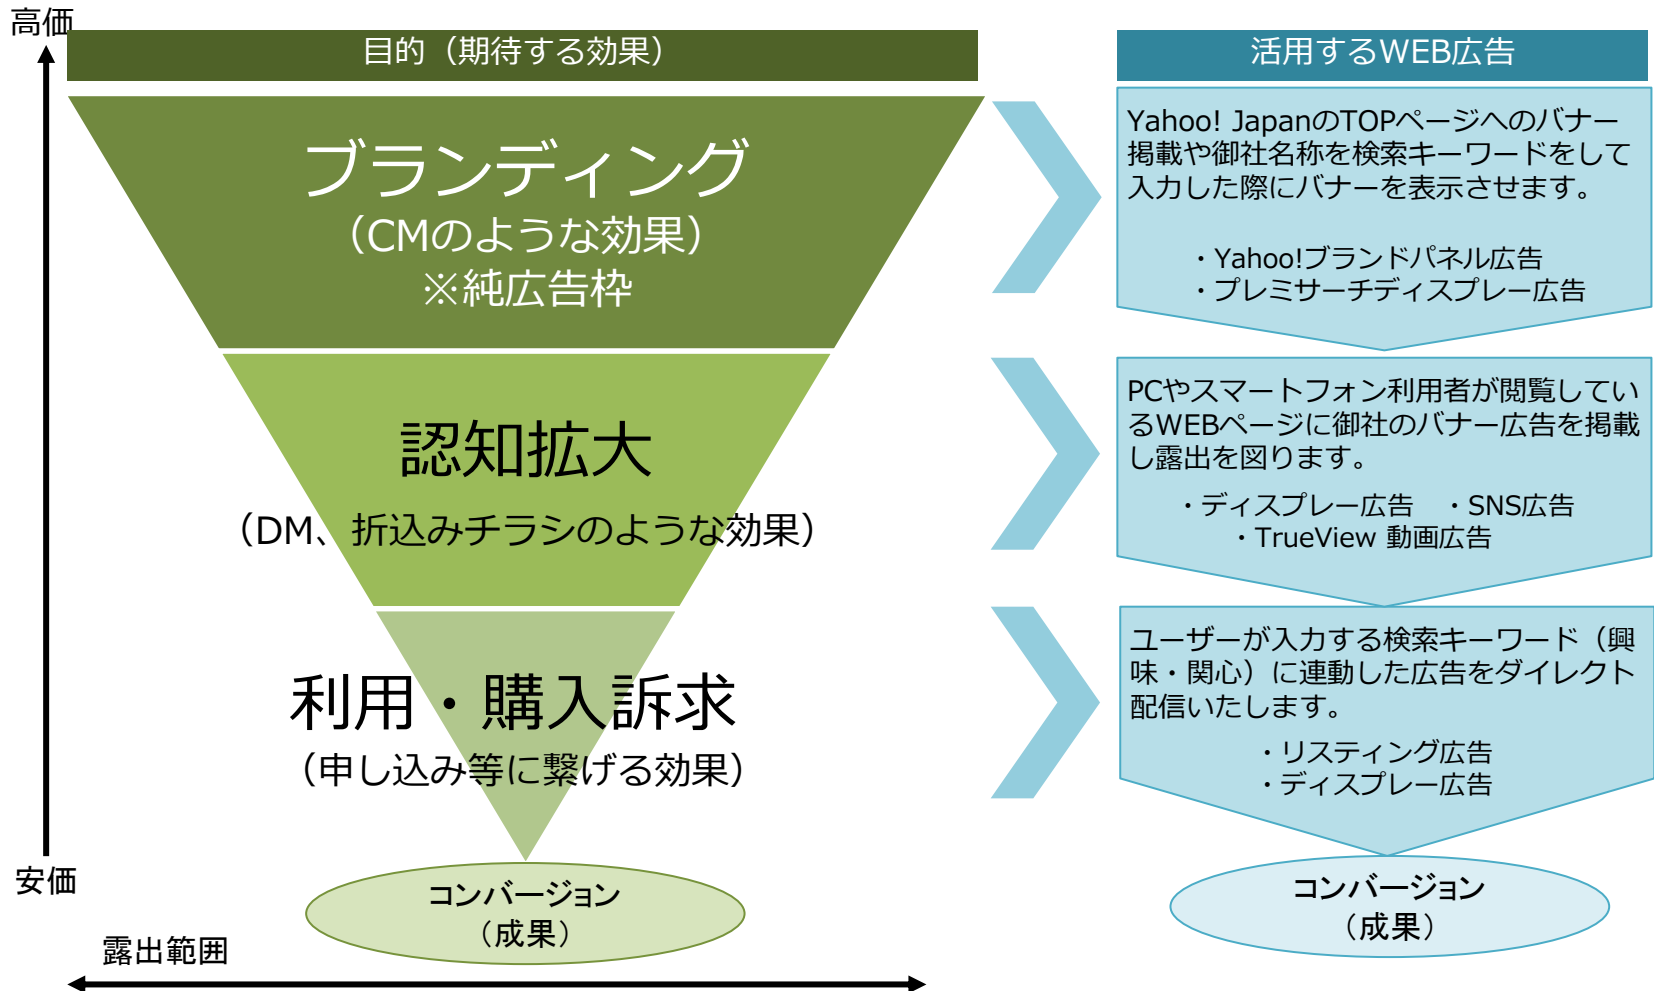 高価
目的（期待する効果）
ブランディング
（CMのような効果）
※純広告枠
認知拡大
（DM、折込みチラシのような効果）
利用・購入訴求
（申し込み等に繋げる効果）
安価
コンバージョン
（成果）
露出範囲
活用するWEB広告
Yahoo! JapanのTOPページへのバナー
掲載や御社名称を検索キーワードをして
入力した際にバナーを表示させます。
・Yahoo!ブランドパネル広告
・プレミサーチディスプレー広告
PCやスマートフォン利用者が閲覧してい
るWEBページに御社のバナー広告を掲載
し露出を図ります。
・ディスプレー広告　・SNS広告
・TrueView 動画広告
ユーザーが入力する検索キーワード（興
味・関心）に連動した広告をダイレクト
配信いたします。
・リスティング広告
・ディスプレー広告
コンバージョン
（成果）